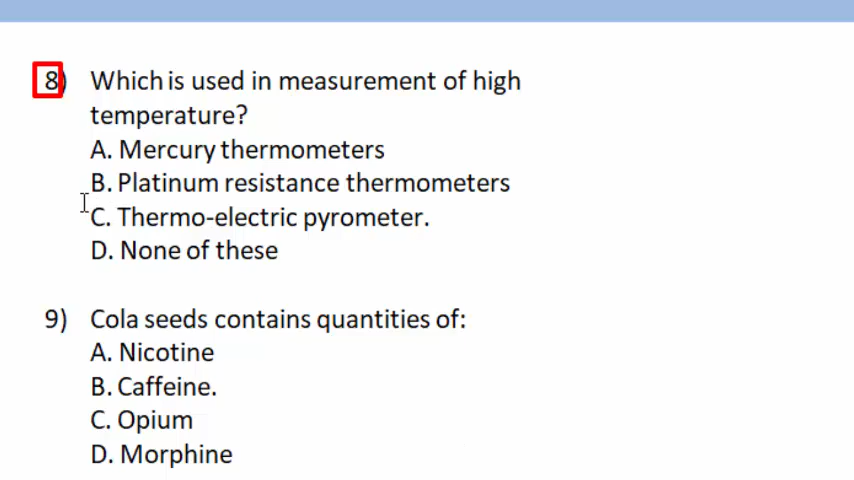 8) Which is used in measurement of high
temperature?
A. Mercury thermometers
B. Platinum resistance thermometers
C. Thermo-electric pyrometer.
D. None of these
9) Cola seeds contains quantities of:
A. Nicotine
B. Caffeine.
C. Opium
D. Morphine